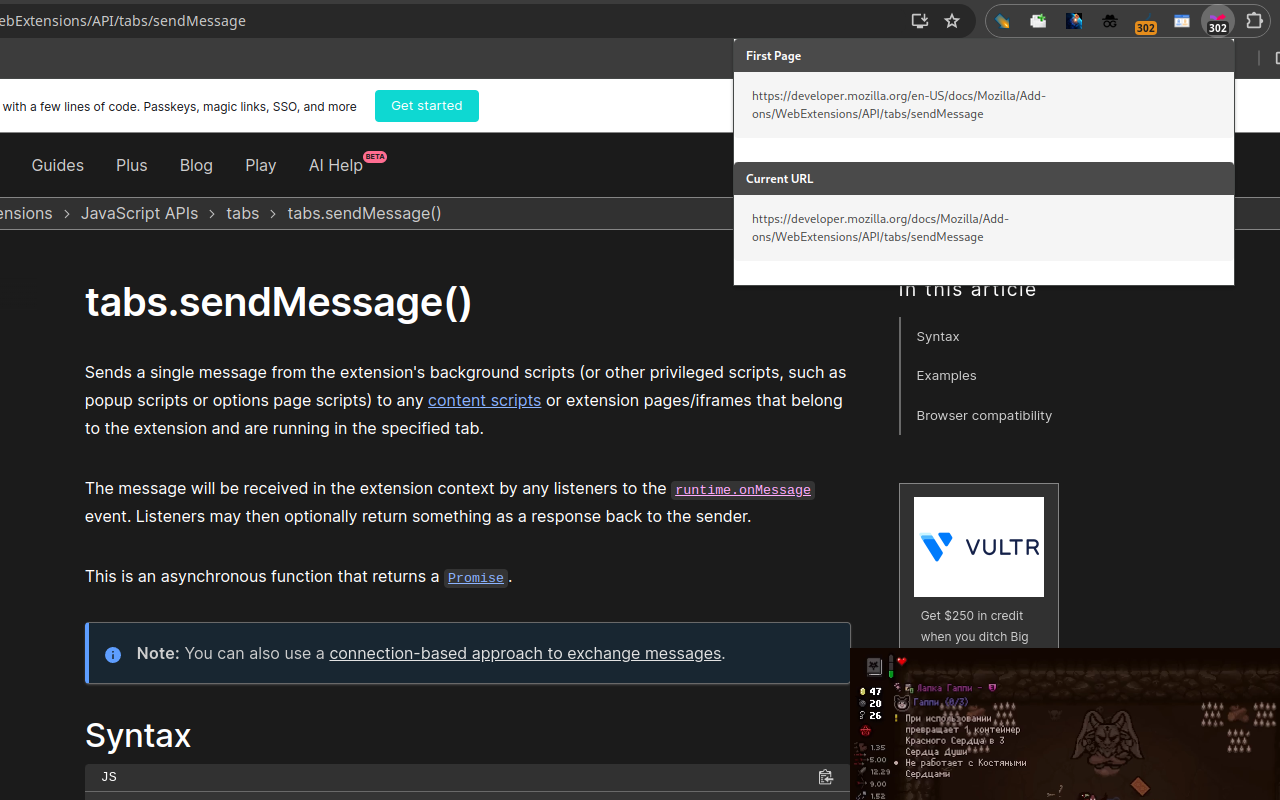 ebExtensions/API/tabs/sendMessage
302
302
First Page
https://developer.mozilla.org/en-US/docs/Mozilla/Add-
ons/WebExtensions/API/tabs/sendMessage
Current URL
https://developer.mozilla.org/docs/Mozilla/Add-
ons/WebExtensions/API/tabs/sendMessage
with a few lines of code. Passkeys, magic links, SSO, and more
Get started
Guides Plus Blog Play AI Help BETA
ensions > JavaScript APIs > tabs > tabs.sendMessage()
tabs.sendMessage()
Sends a single message from the extension's background scripts (or other privileged scripts, such as
popup scripts or options page scripts) to any content scripts or extension pages/iframes that belong
to the extension and are running in the specified tab.
The message will be received in the extension context by any listeners to the runtime.onMessage
event. Listeners may then optionally return something as a response back to the sender.
This is an asynchronous function that returns a Promise.
Note: You can also use a connection-based approach to exchange messages.
Syntax
JS
In this article
Syntax
Examples
Browser compatibility
VULTR
Get $250 in credit
when you ditch Big
47
20
26
1.35
5.00
12.29
9.00
1.52
Лапка Гаппи -
Гаппи (0/3)
При использовании
превращает 1 контейнер
Красного Сердца в 3
Сердца Души
Не работает с Костяными
Сердцами